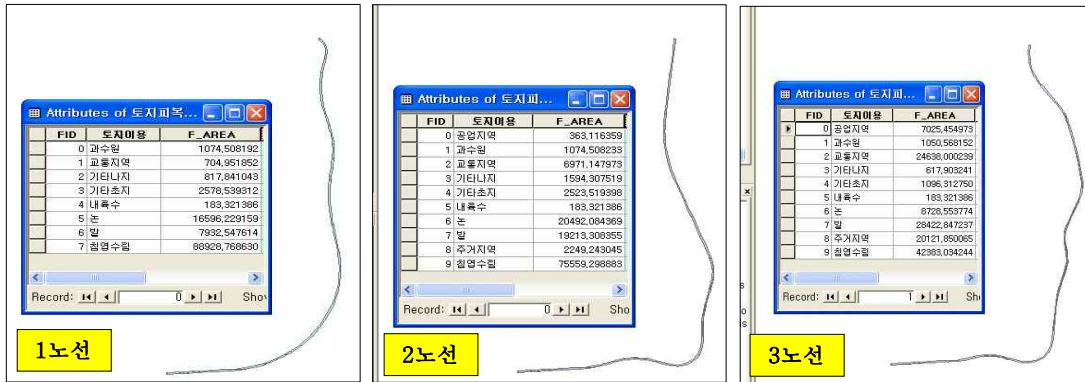 Attributes of 토지피복...
FID 토지이용 F_AREA
0 과수원 1074,508192
1 교통지역 704,951852
2 기타나지 817,841043
3 기타초지 2578,539312
4 내륙수 183,321386
5 논 16596,229159
6 밭 7932,547614
7 침엽수림 88928,768630
Record: 0 Sho
1노선
Attributes of 토지피...
FID 토지이용 F_AREA
0 공업지역 363,116359
1 과수원 1074,508233
2 교통지역 6971,147973
3 기타나지 1594,307519
4 기타초지 2523,519398
5 내륙수 183,321386
6 논 20492,084369
7 밭 19213,308355
8 주거지역 2249,243045
9 침엽수림 75559,298883
Record: 0 Sho
2노선
Attributes of 토지피...
FID 토지이용 F_AREA
0 공업지역 7025,454973
1 과수원 1050,568152
2 교통지역 24638,000239
3 기타나지 617,903241
4 기타초지 1096,312750
5 내륙수 183,321386
6 논 8728,553774
7 밭 28422,847237
8 주거지역 20121,850065
9 침엽수림 42383,034244
Record: 1 Sho
3노선